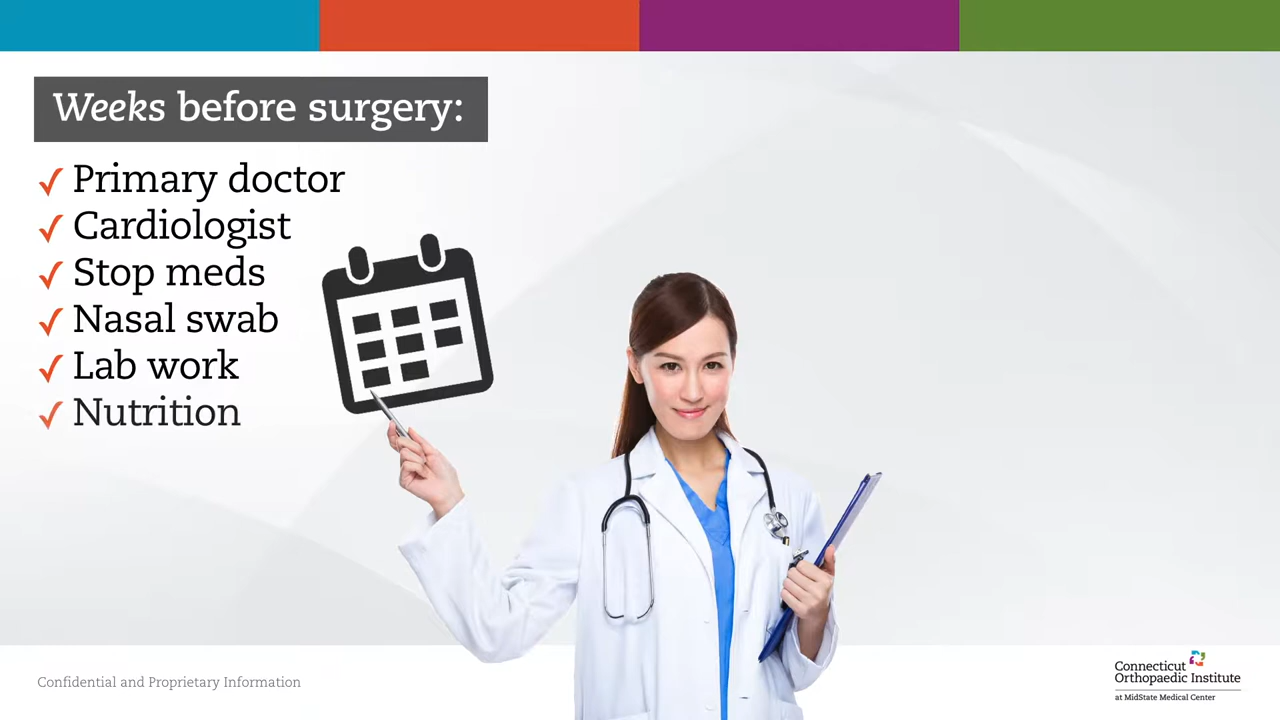 Weeks before surgery:
✓ Primary doctor
✓ Cardiologist
✓ Stop meds
✓ Nasal swab
✓ Lab work
✓ Nutrition
Confidential and Proprietary Information
Connecticut
Orthopaedic Institute
at MidState Medical Center